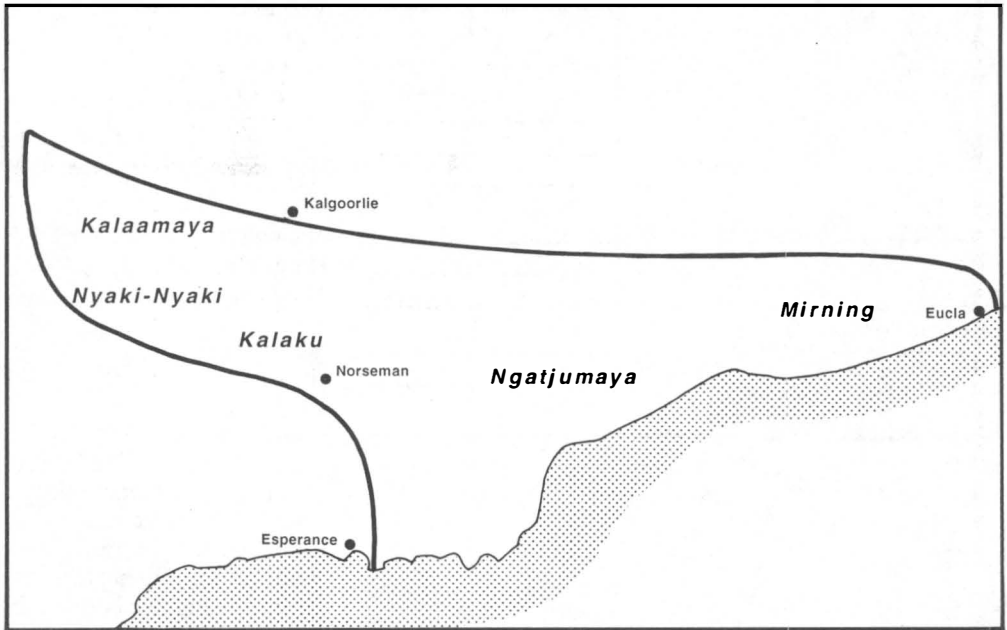 Kalgoorlie
Kalaamaya
Nyaki-Nyaki
Mirning
Eucla
Kalaku
Norseman
Ngatjumaya
Esperance